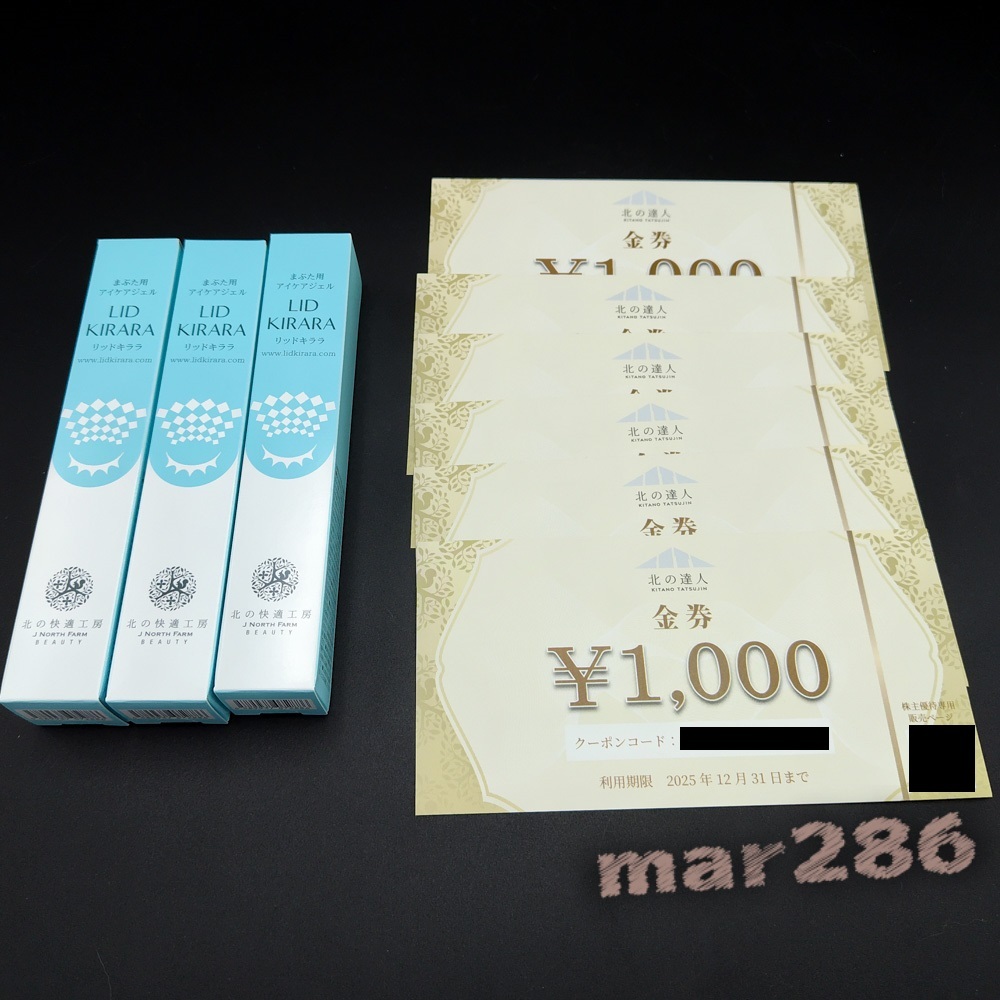 まぶた用
アイケアジェル
LID
KIRARA
リッドキララ
www.lidkirara.com
北の快適工房
J NORTH FARM
BEAUTY
まぶた用
アイケアジェル
LID
KIRARA
リッドキララ
www.lidkirara.com
北の快適工房
J NORTH FARM
BEAUTY
まぶた用
アイケアジェル
LID
KIRARA
リッドキララ
www.lidkirara.com
北の快適工房
J NORTH FARM
BEAUTY
北の達人
KITANO TATSUJIN
金券
¥1,000
北の達人
KITANO TATSUJIN
北の達人
KITANO TATSUJIN
北の達人
KITANO TATSUJIN
北の達人
KITANO TATSUJIN
金券
北の達人
KITANO TATSUJIN
金券
¥1,000
クーポンコード：
利用期限 2025年12月31日まで
株主優待専用
販売ページ
mar286